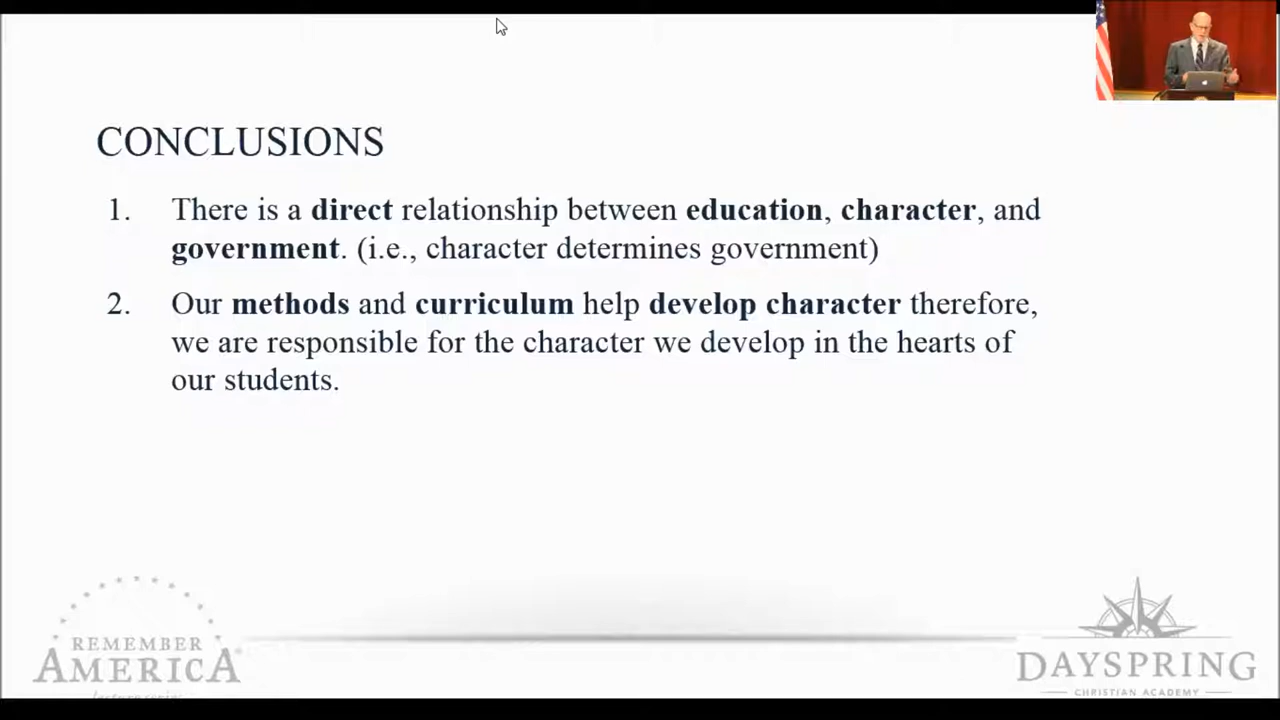 CONCLUSIONS
1. There is a direct relationship between education, character, and
government. (i.e., character determines government)
2. Our methods and curriculum help develop character therefore,
we are responsible for the character we develop in the hearts of
our students.
REMEMBER
AMERICA
lecture series
DAYSPRING
CHRISTIAN ACADEMY